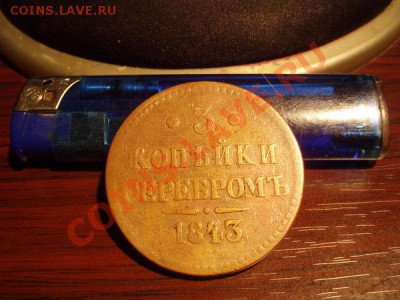 COINS.LAVE.RU
COINS.LAVE.RU
· 3 ·
КОПѢЙКИ
СЕРЕБРОМЪ
1843.